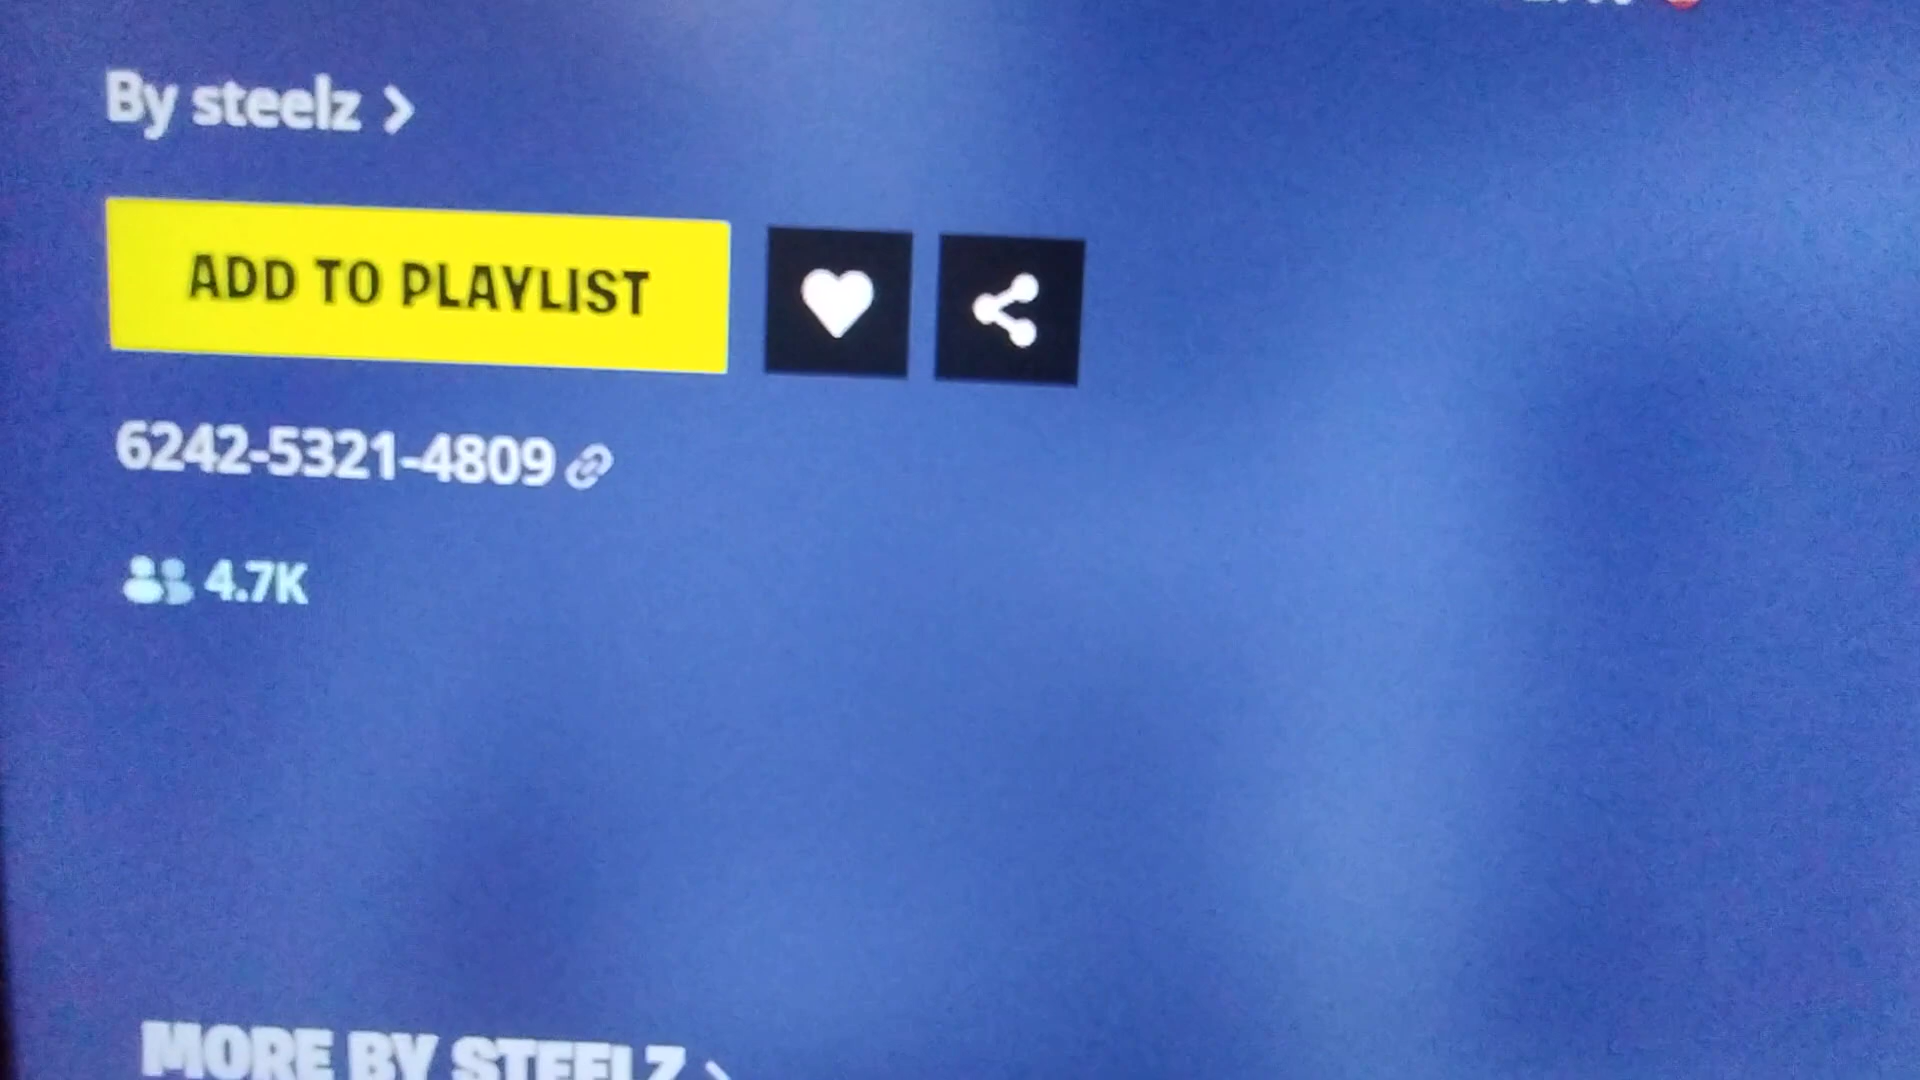 By steelz
ADD TO PLAYLIST
6242-5321-4809
4.7K
MORE BY STEELZ